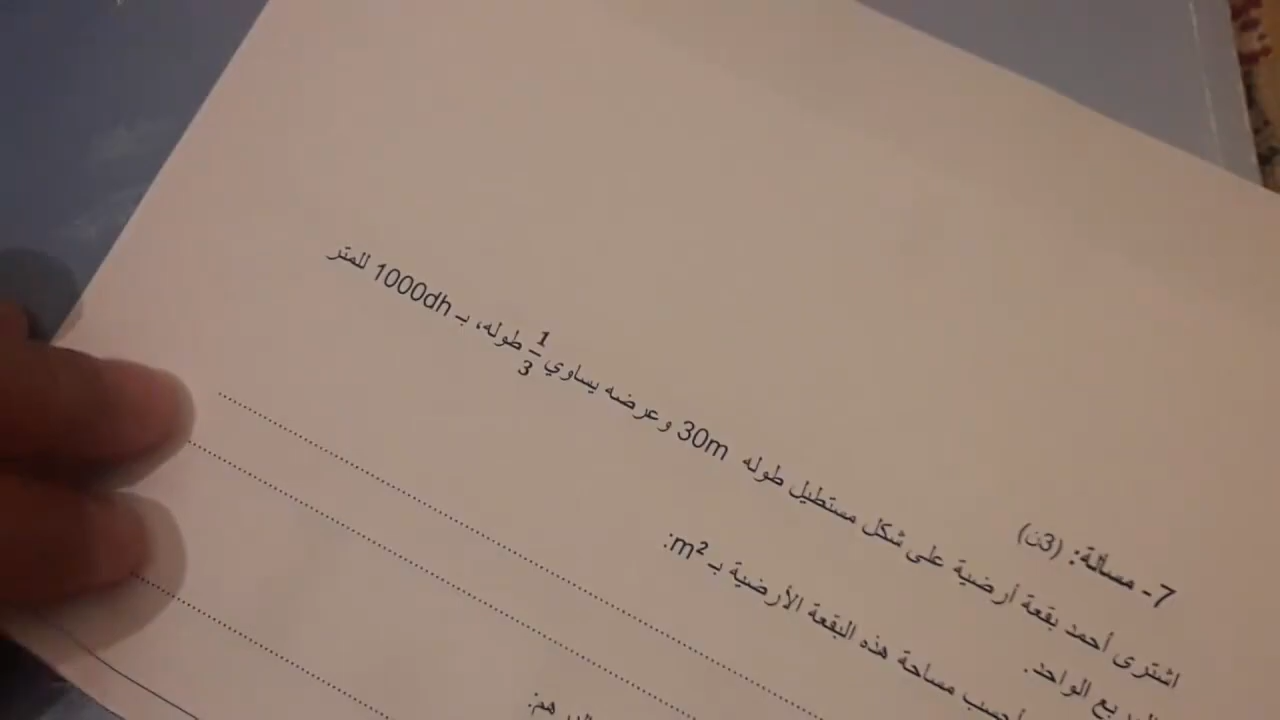 7- مسألة: (3ن)
اشترى أحمد بقعة أرضية على شكل مستطيل طوله 30m وعرضه يساوي 1/3 طوله، بـ 1000dh للمتر
الواحد.
أحسب مساحة هذه البقعة الأرضية بـ m²: